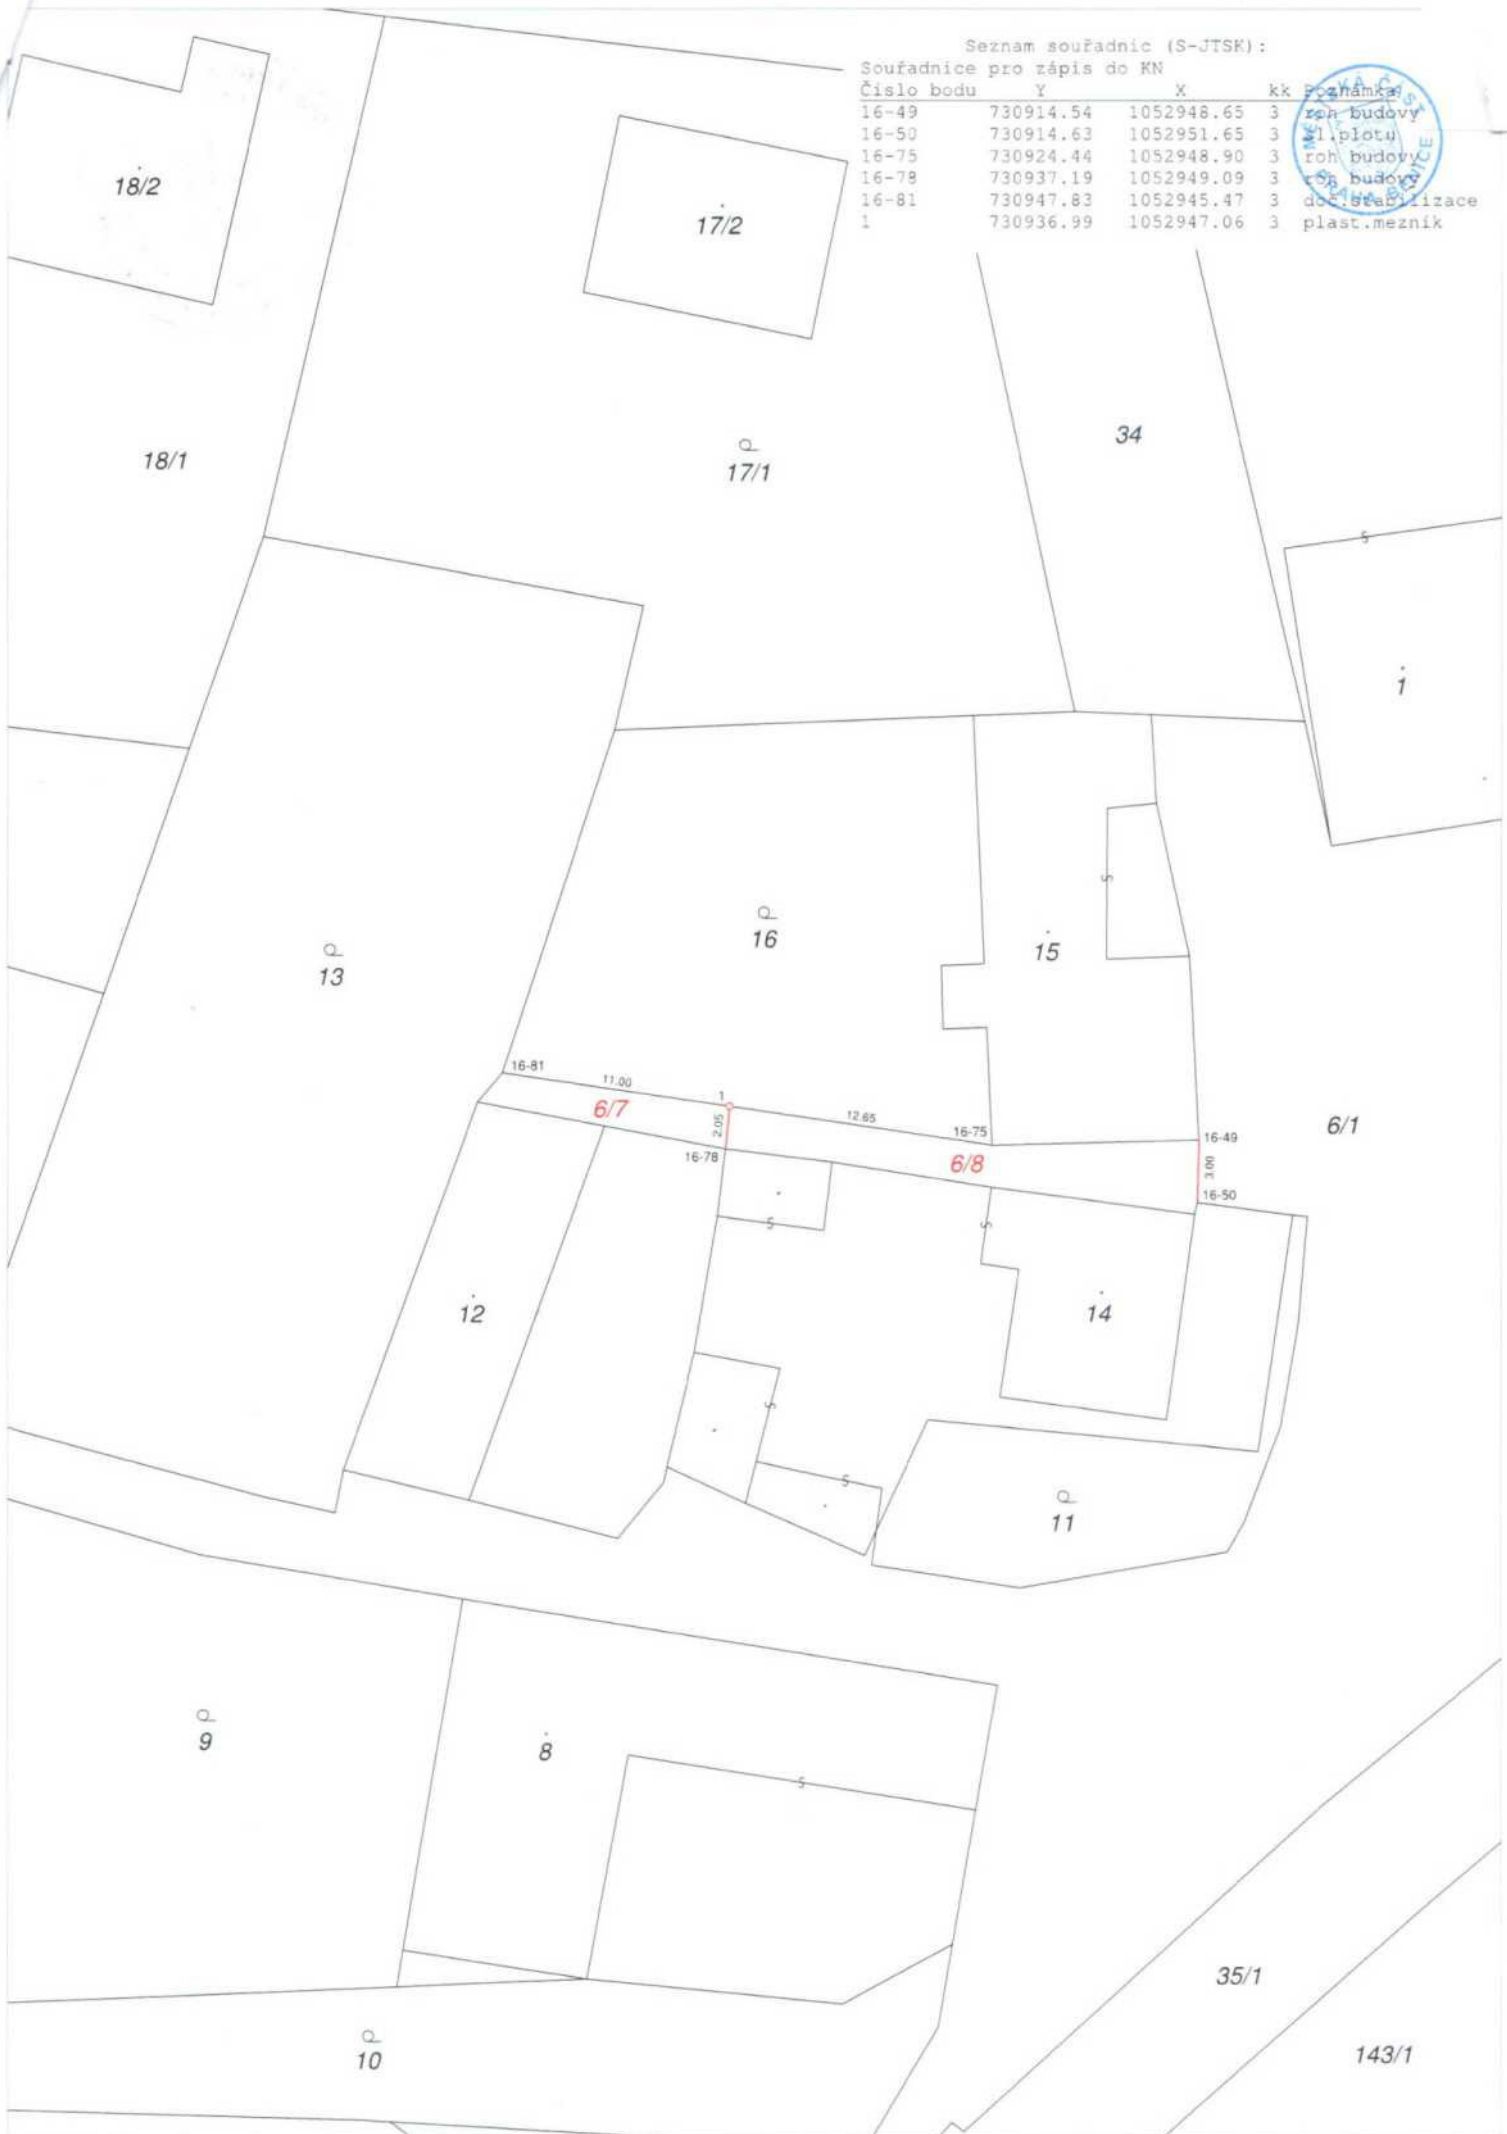 Seznam souřadnic (S-JTSK):
Souřadnice pro zápis do KN
Číslo bodu Y X kk Poznámka
16-49 730914.54 1052948.65 3 roh budovy
16-50 730914.63 1052951.65 3 pl.plotu
16-75 730924.44 1052948.90 3 roh budovy
16-78 730937.19 1052949.09 3 roh budovy
16-81 730947.83 1052945.47 3 doč.stabilizace
1 730936.99 1052947.06 3 plast.mezník
MĚSTSKÁ ČÁST
PRAHA BENICE
18/2
17/2
34
18/1
17/1
1
16
15
13
16-81
11.00
1
6/7
2.05
12.65
16-75
16-49
6/1
16-78
6/8
3.00
16-50
12
14
11
9
8
35/1
10
143/1